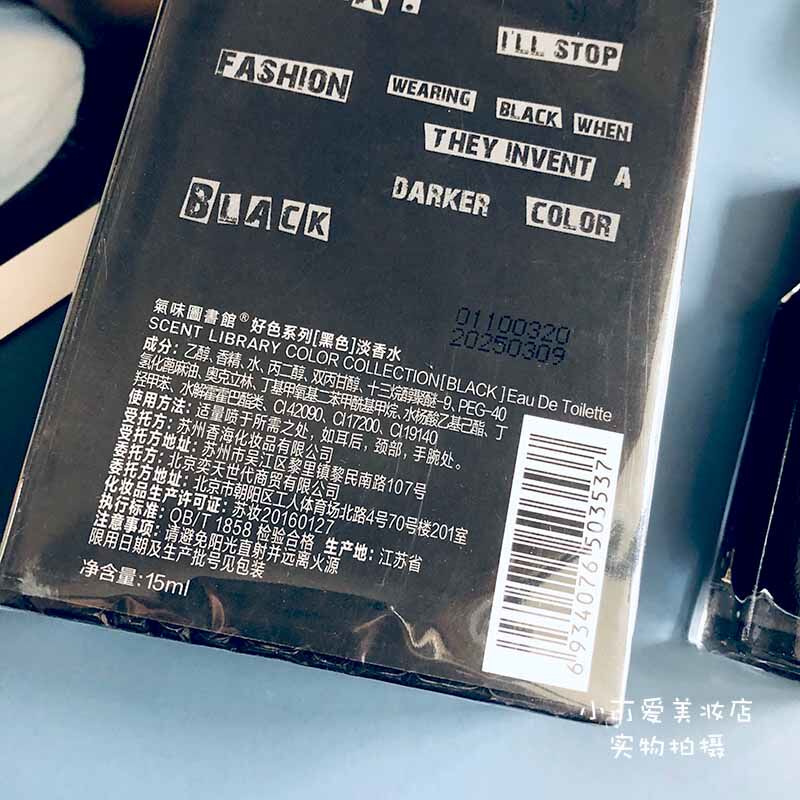 I'LL STOP
FASHION WEARING BLACK WHEN
THEY INVENT A
BLACK DARKER COLOR
01100320
20250309
氣味圖書館®好色系列[黑色]淡香水
SCENT LIBRARY COLOR COLLECTION[BLACK]Eau De Toilette
成分: 乙醇、香精、水、丙二醇、双丙甘醇、十三烷醇聚醚-9、PEG-40
氢化蓖麻油、奥克立林、丁基甲氧基二苯甲酰基甲烷、水杨酸乙基己酯、丁
羟甲苯、水解霍霍巴酯类、CI 42090、CI 17200、CI 19140
使用方法: 适量喷于所需之处，如耳后，颈部，手腕处。
受托方: 苏州香海化妆品有限公司
受托方地址: 苏州市吴江区黎里镇黎民南路107号
委托方: 北京奕天世代商贸有限公司
委托方地址: 北京市朝阳区工人体育场北路4号70号楼201室
化妆品生产许可证: 苏妆20160127
执行标准: QB/T 1858 检验合格 生产地: 江苏省
注意事项: 请避免阳光直射并远离火源
限用日期及生产批号见包装
净含量: 15ml
6934076503537
小可爱美妆店
实物拍摄